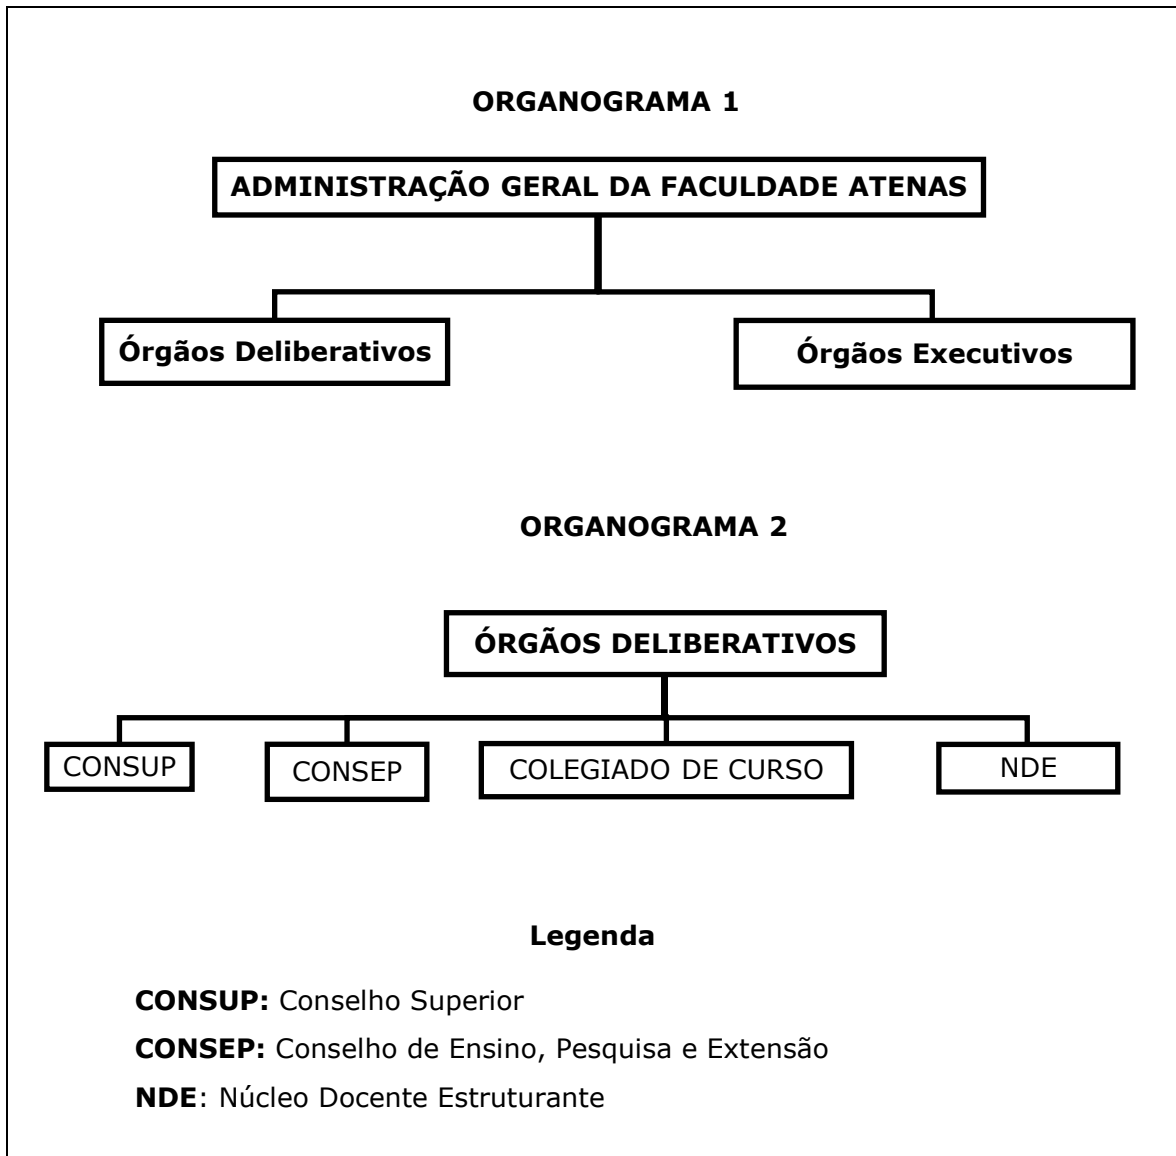 ORGANOGRAMA 1
ADMINISTRAÇÃO GERAL DA FACULDADE ATENAS
Órgãos Deliberativos
Órgãos Executivos
ORGANOGRAMA 2
ÓRGÃOS DELIBERATIVOS
CONSUP
CONSEP
COLEGIADO DE CURSO
NDE
Legenda
CONSUP: Conselho Superior
CONSEP: Conselho de Ensino, Pesquisa e Extensão
NDE: Núcleo Docente Estruturante